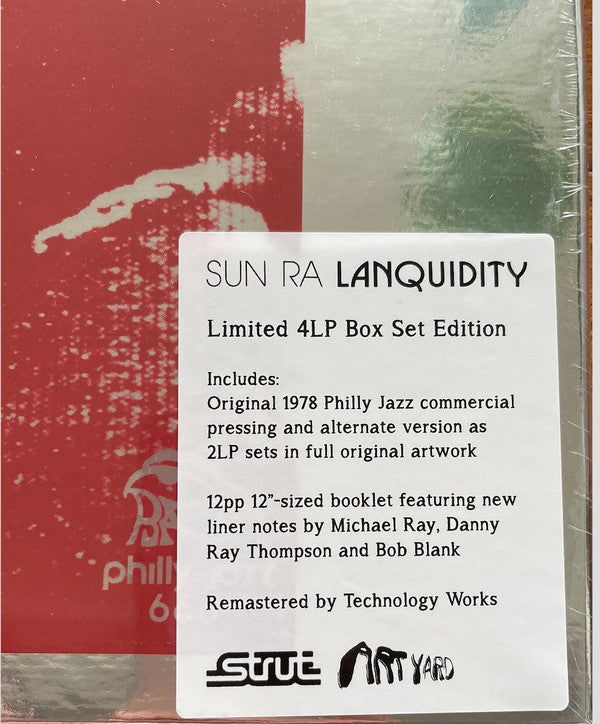 SUN RA LANQUIDITY
Limited 4LP Box Set Edition
Includes:
Original 1978 Philly Jazz commercial
pressing and alternate version as
2LP sets in full original artwork
12pp 12”-sized booklet featuring new
liner notes by Michael Ray, Danny
Ray Thompson and Bob Blank
Remastered by Technology Works
Strut ART YARD
philly